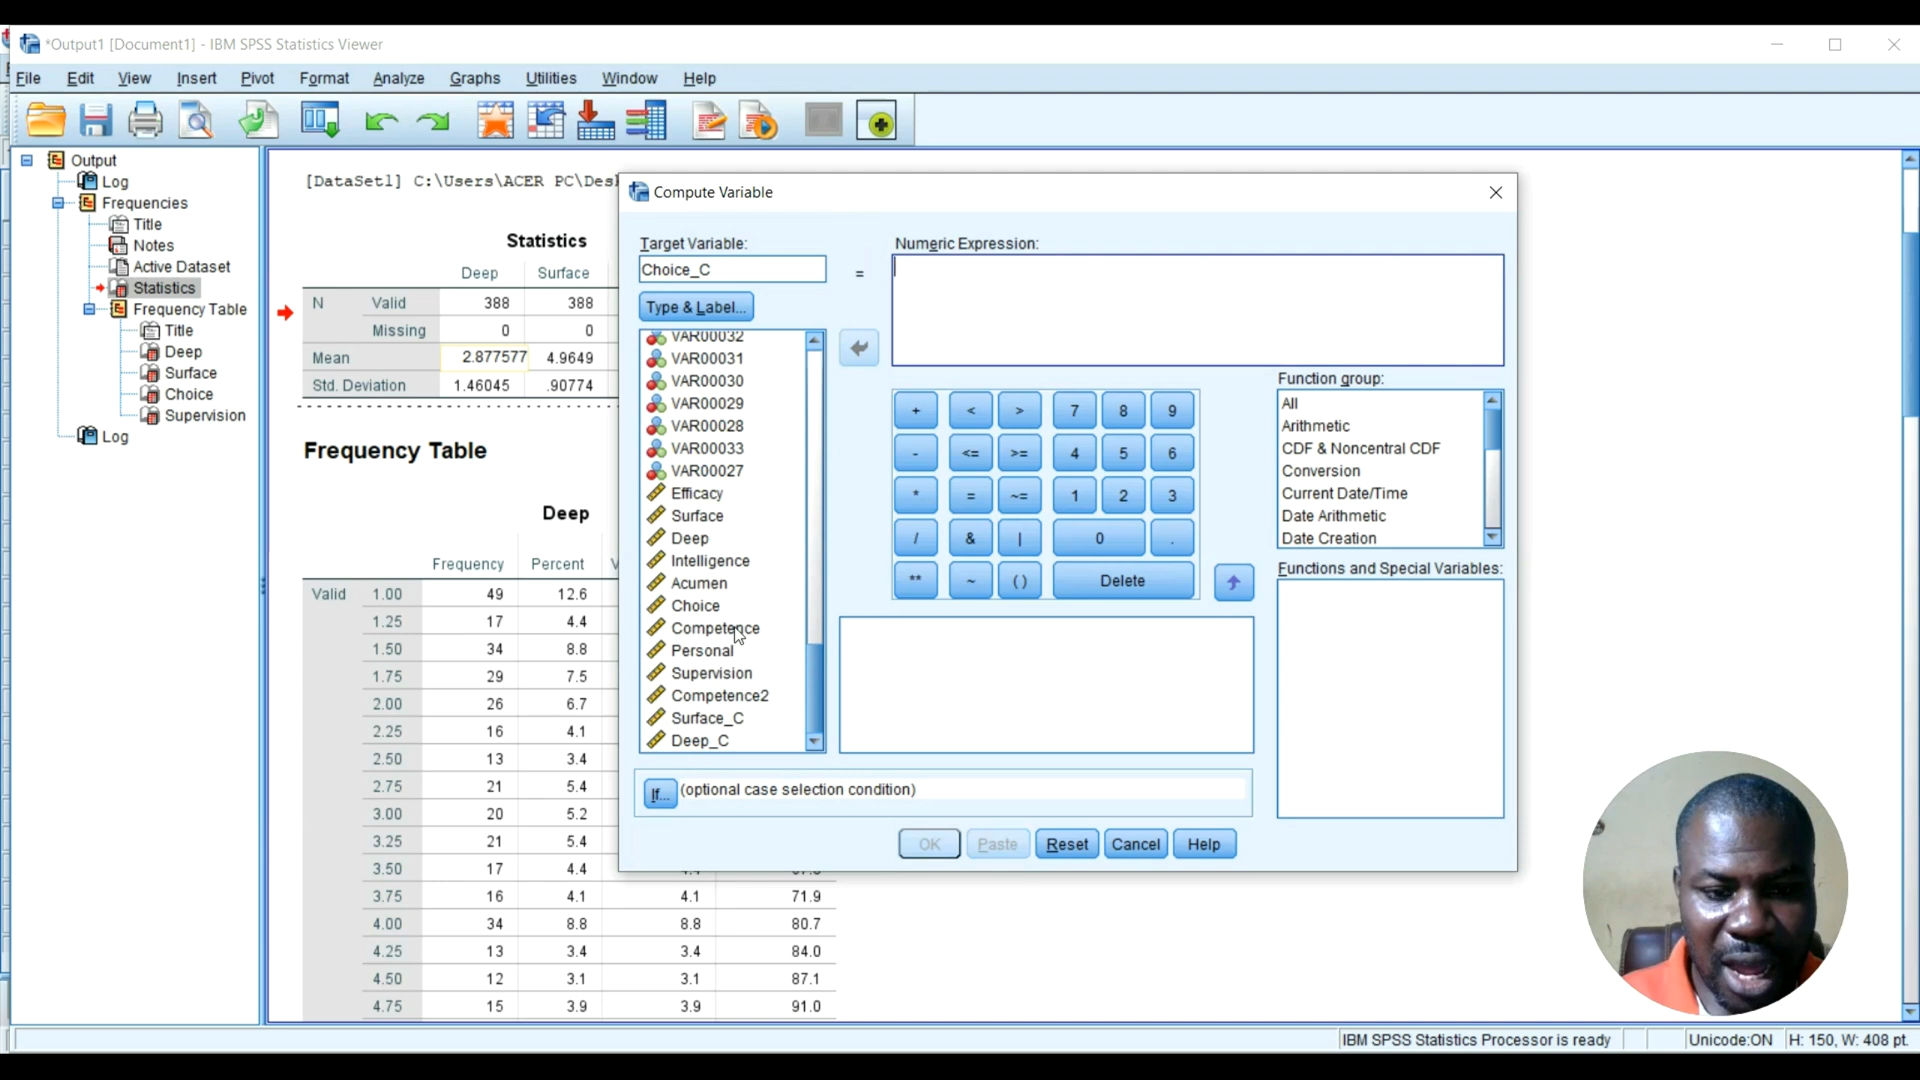 *Output1 [Document1] - IBM SPSS Statistics Viewer
File Edit View Insert Pivot Format Analyze Graphs Utilities Window Help
Output
Log
Frequencies
Title
Notes
Active Dataset
Statistics
Frequency Table
Title
Deep
Surface
Choice
Supervision
Log
[DataSet1] C:\Users\ACER PC\Des
Statistics
Deep Surface
N Valid 388 388
Missing 0 0
Mean 2.877577 4.9649
Std. Deviation 1.46045 .90774
Frequency Table
Deep
Frequency Percent
Valid 1.00 49 12.6
1.25 17 4.4
1.50 34 8.8
1.75 29 7.5
2.00 26 6.7
2.25 16 4.1
2.50 13 3.4
2.75 21 5.4
3.00 20 5.2
3.25 21 5.4
3.50 17 4.4
3.75 16 4.1 4.1 71.9
4.00 34 8.8 8.8 80.7
4.25 13 3.4 3.4 84.0
4.50 12 3.1 3.1 87.1
4.75 15 3.9 3.9 91.0
Compute Variable
Target Variable:
Choice_C
=
Numeric Expression:
Type & Label...
VAR00032
VAR00031
VAR00030
VAR00029
VAR00028
VAR00033
VAR00027
Efficacy
Surface
Deep
Intelligence
Acumen
Choice
Competence
Personal
Supervision
Competence2
Surface_C
Deep_C
+ < > 7 8 9
- <= >= 4 5 6
* = ~= 1 2 3
/ & | 0 .
** ~ ( ) Delete
Function group:
All
Arithmetic
CDF & Noncentral CDF
Conversion
Current Date/Time
Date Arithmetic
Date Creation
Functions and Special Variables:
If... (optional case selection condition)
OK Paste Reset Cancel Help
IBM SPSS Statistics Processor is ready Unicode:ON H: 150, W: 408 pt.